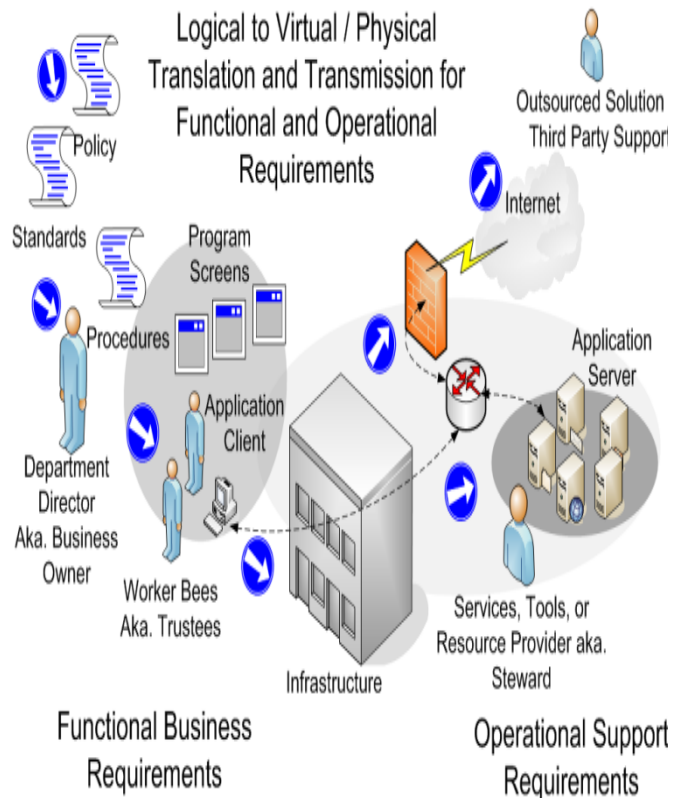 Logical to Virtual / Physical
Translation and Transmission for
Functional and Operational
Requirements
Outsourced Solution
Third Party Support
Policy
Internet
Standards
Program
Screens
Procedures
Application
Server
Application
Client
Department
Director
Aka. Business
Owner
Worker Bees
Aka. Trustees
Services, Tools, or
Resource Provider aka.
Steward
Infrastructure
Functional Business
Requirements
Operational Support
Requirements